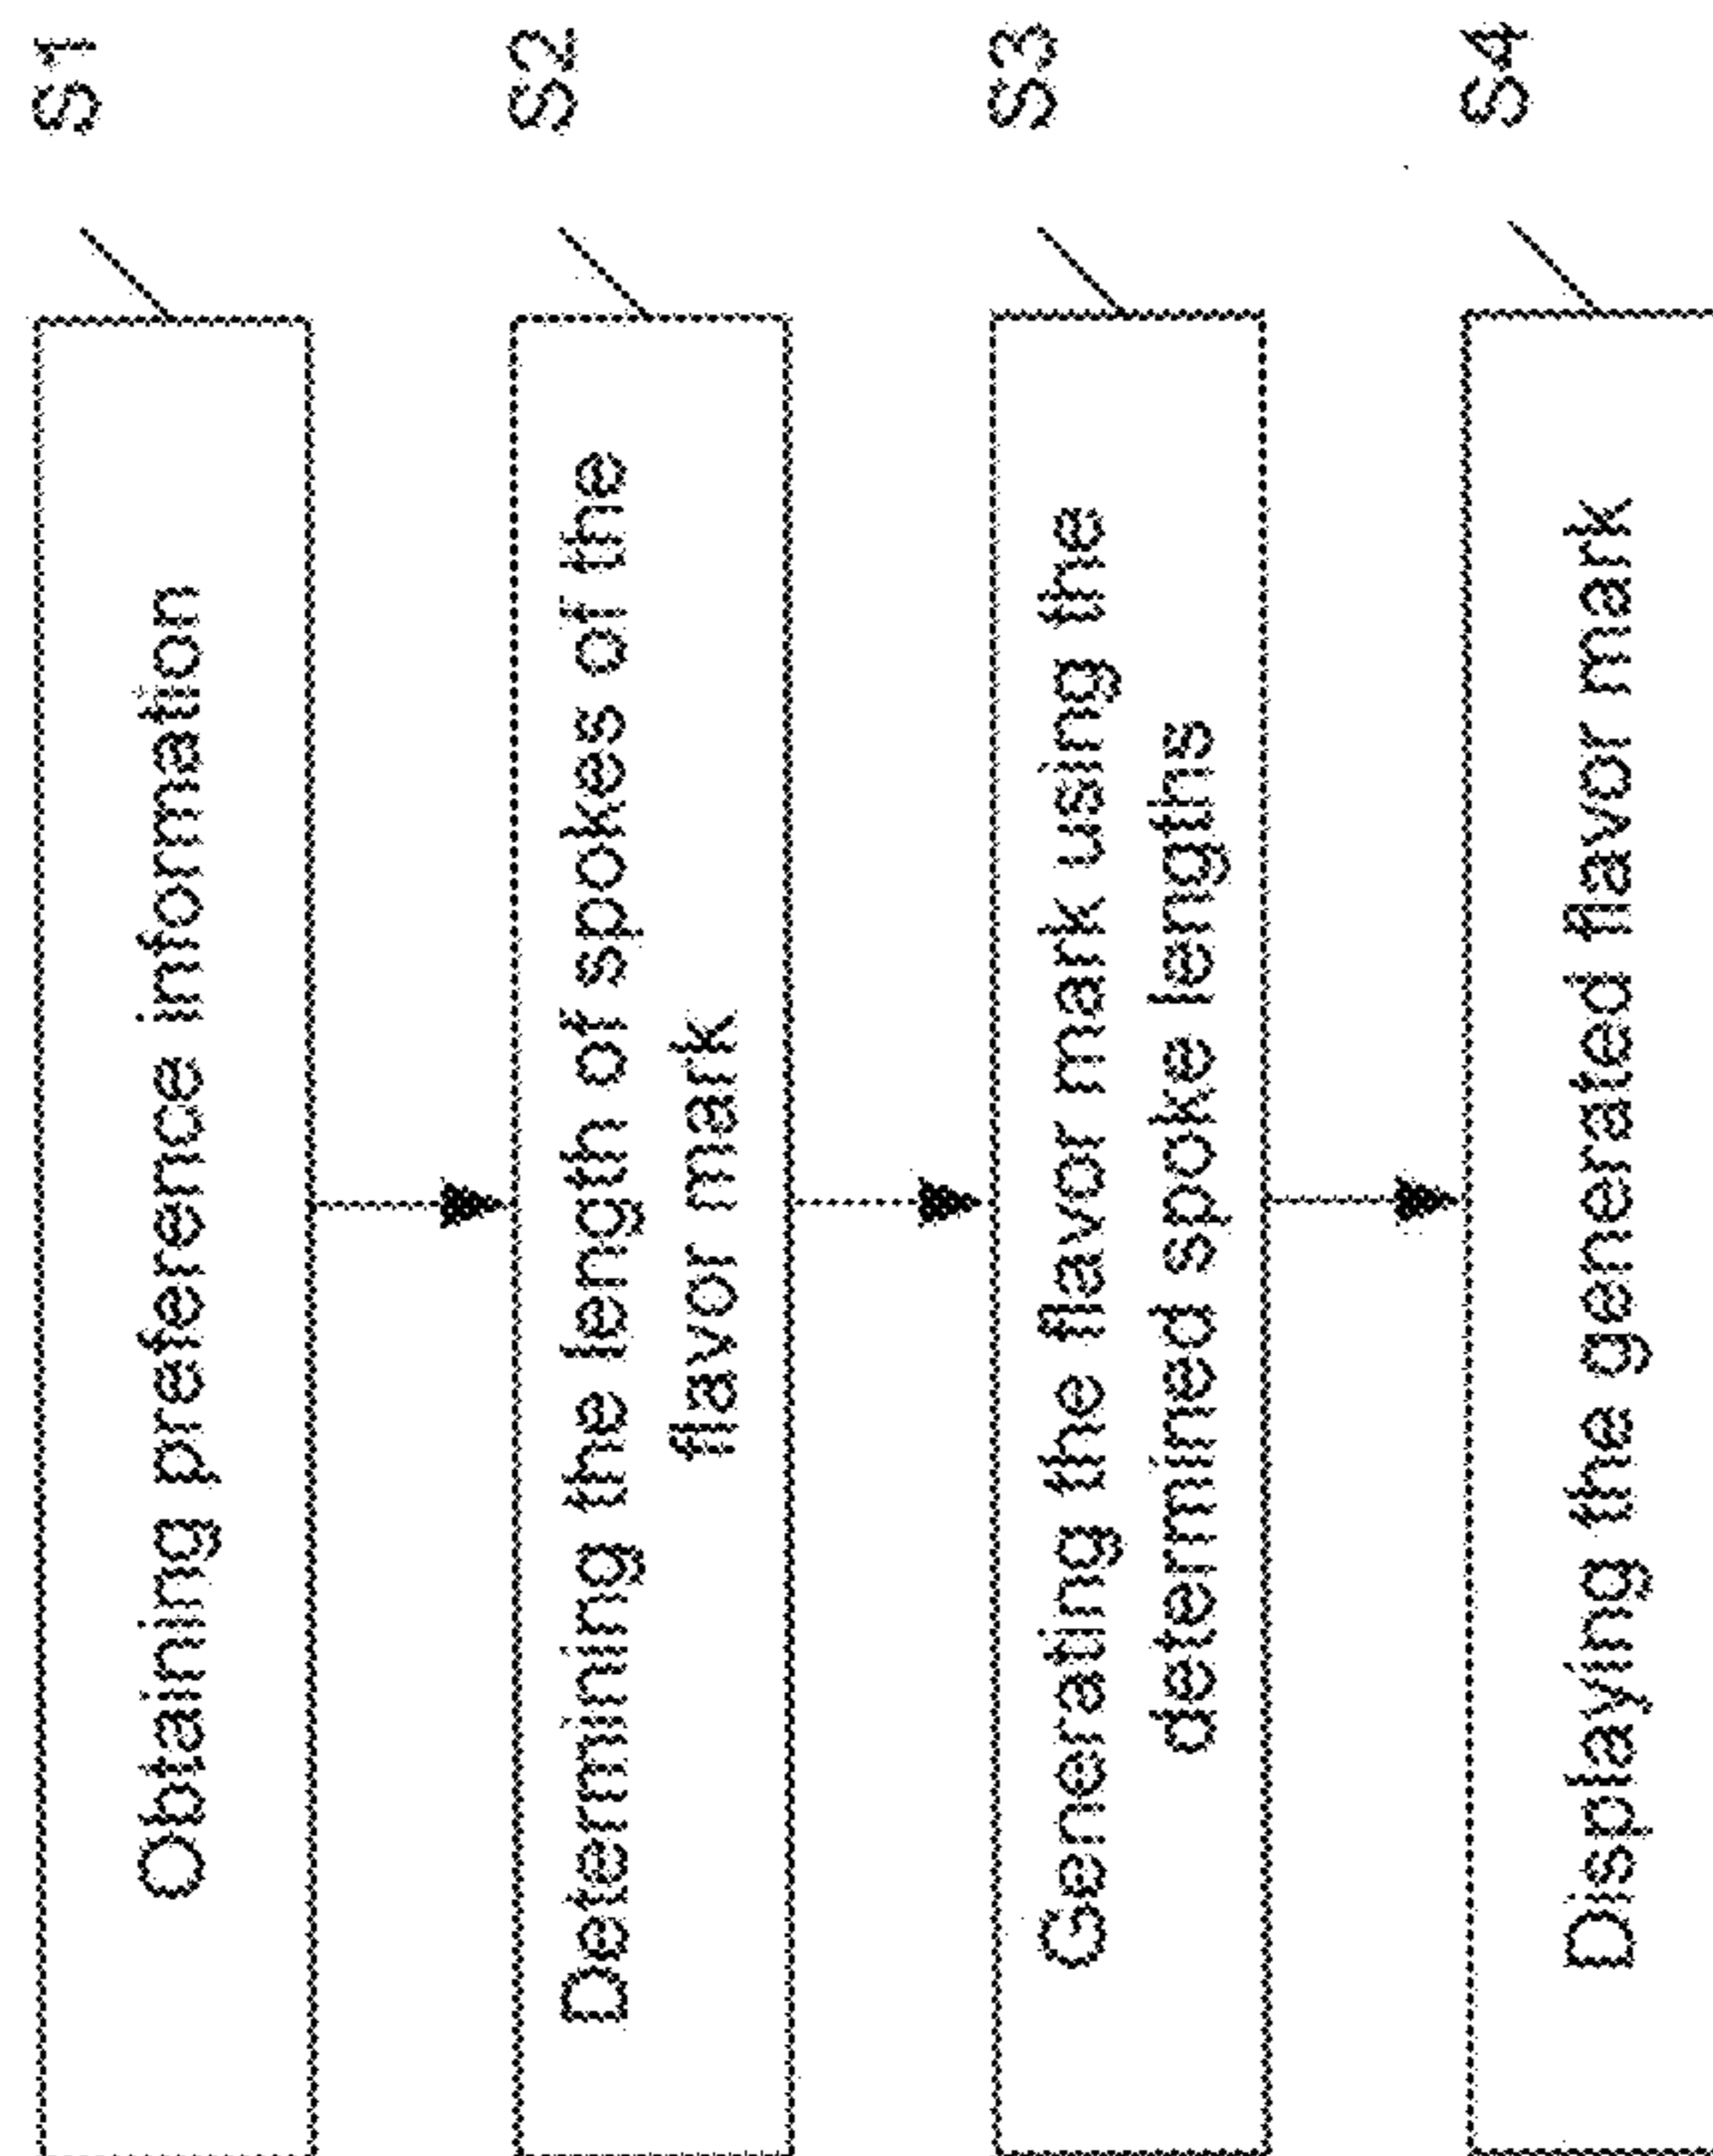 Obtaining preference information
S1
Determining the length of spokes of the
flavor mark
S2
Generating the flavor mark using the
determined spoke lengths
S3
Displaying the generated flavor mark
S4